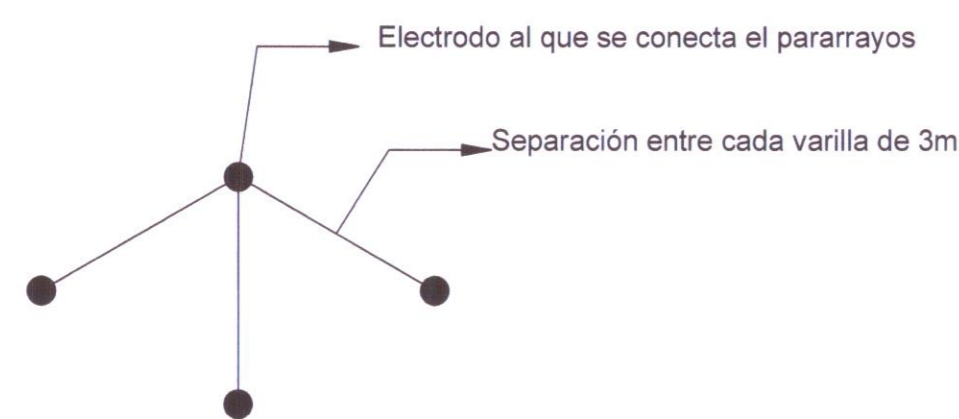 Electrodo al que se conecta el pararrayos
Separación entre cada varilla de 3m